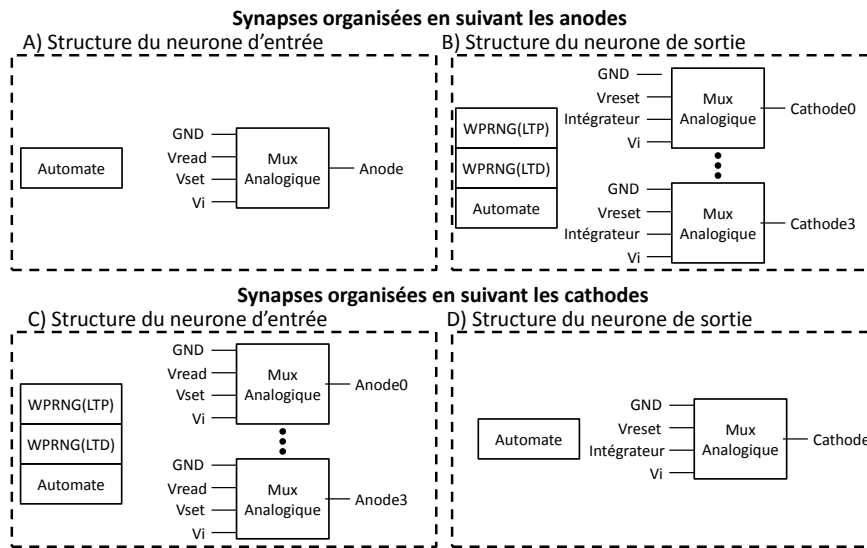 Synapses organisées en suivant les anodes
A) Structure du neurone d'entrée
Automate
GND
Vread
Vset
Vi
Mux
Analogique
Anode
B) Structure du neurone de sortie
WPRNG(LTP)
WPRNG(LTD)
Automate
GND
Vreset
Intégrateur
Vi
Mux
Analogique
Cathode0
GND
Vreset
Intégrateur
Vi
Mux
Analogique
Cathode3
Synapses organisées en suivant les cathodes
C) Structure du neurone d'entrée
WPRNG(LTP)
WPRNG(LTD)
Automate
GND
Vread
Vset
Vi
Mux
Analogique
Anode0
GND
Vread
Vset
Vi
Mux
Analogique
Anode3
D) Structure du neurone de sortie
Automate
GND
Vreset
Intégrateur
Vi
Mux
Analogique
Cathode